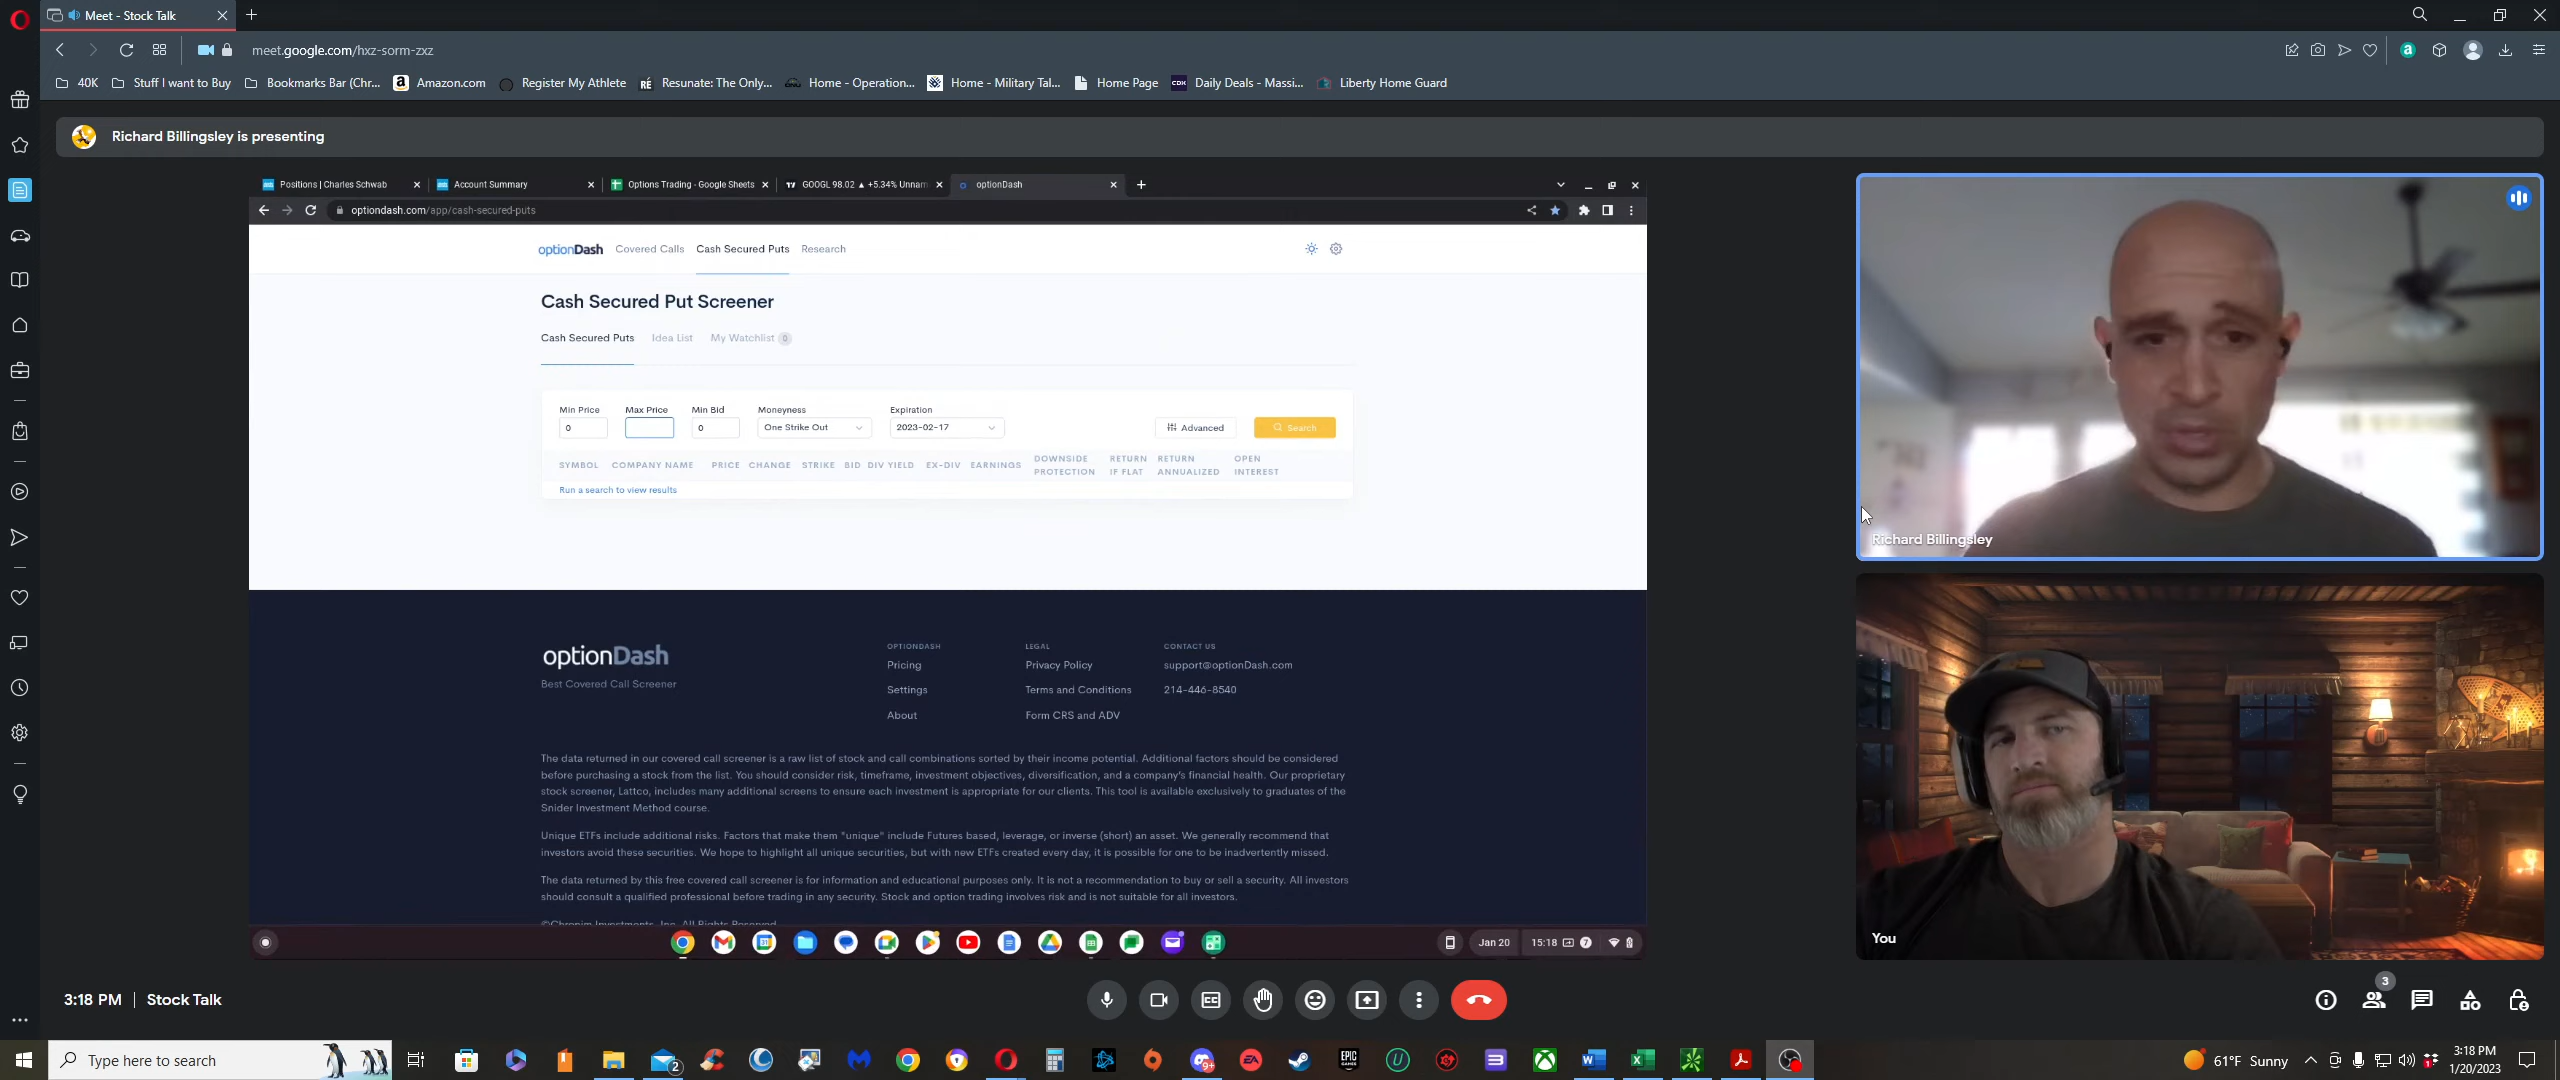 Meet - Stock Talk
meet.google.com/hxz-sorm-zxz
40K Stuff I want to Buy Bookmarks Bar (Chr... Amazon.com Register My Athlete Resunate: The Only... Home - Operation... Home - Military Tal... Home Page Daily Deals - Massi... Liberty Home Guard
Richard Billingsley is presenting
Positions | Charles Schwab Account Summary Options Trading - Google Sheets GOOGL 98.02 ▲ +5.34% Unnam optionDash
optiondash.com/app/cash-secured-puts
optionDash Covered Calls Cash Secured Puts Research
Cash Secured Put Screener
Cash Secured Puts Idea List My Watchlist 0
Min Price Max Price Min Bid Moneyness Expiration
0 0 One Strike Out 2023-02-17 Advanced Search
SYMBOL COMPANY NAME PRICE CHANGE STRIKE BID DIV YIELD EX-DIV EARNINGS DOWNSIDE PROTECTION RETURN IF FLAT RETURN ANNUALIZED OPEN INTEREST
Run a search to view results
optionDash
Best Covered Call Screener
OPTIONDASH
Pricing
Settings
About
LEGAL
Privacy Policy
Terms and Conditions
Form CRS and ADV
CONTACT US
support@optionDash.com
214-446-8540
The data returned in our covered call screener is a raw list of stock and call combinations sorted by their income potential. Additional factors should be considered
before purchasing a stock from the list. You should consider risk, timeframe, investment objectives, diversification, and a company's financial health. Our proprietary
stock screener, Lattco, includes many additional screens to ensure each investment is appropriate for our clients. This tool is available exclusively to graduates of the
Snider Investment Method course.
Unique ETFs include additional risks. Factors that make them "unique" include Futures based, leverage, or inverse (short) an asset. We generally recommend that
investors avoid these securities. We hope to highlight all unique securities, but with new ETFs created every day, it is possible for one to be inadvertently missed.
The data returned by this free covered call screener is for information and educational purposes only. It is not a recommendation to buy or sell a security. All investors
should consult a qualified professional before trading in any security. Stock and option trading involves risk and is not suitable for all investors.
Jan 20 15:18 7
Richard Billingsley
You
3:18 PM | Stock Talk
3
Type here to search
2
9+
61°F Sunny
3:18 PM
1/20/2023